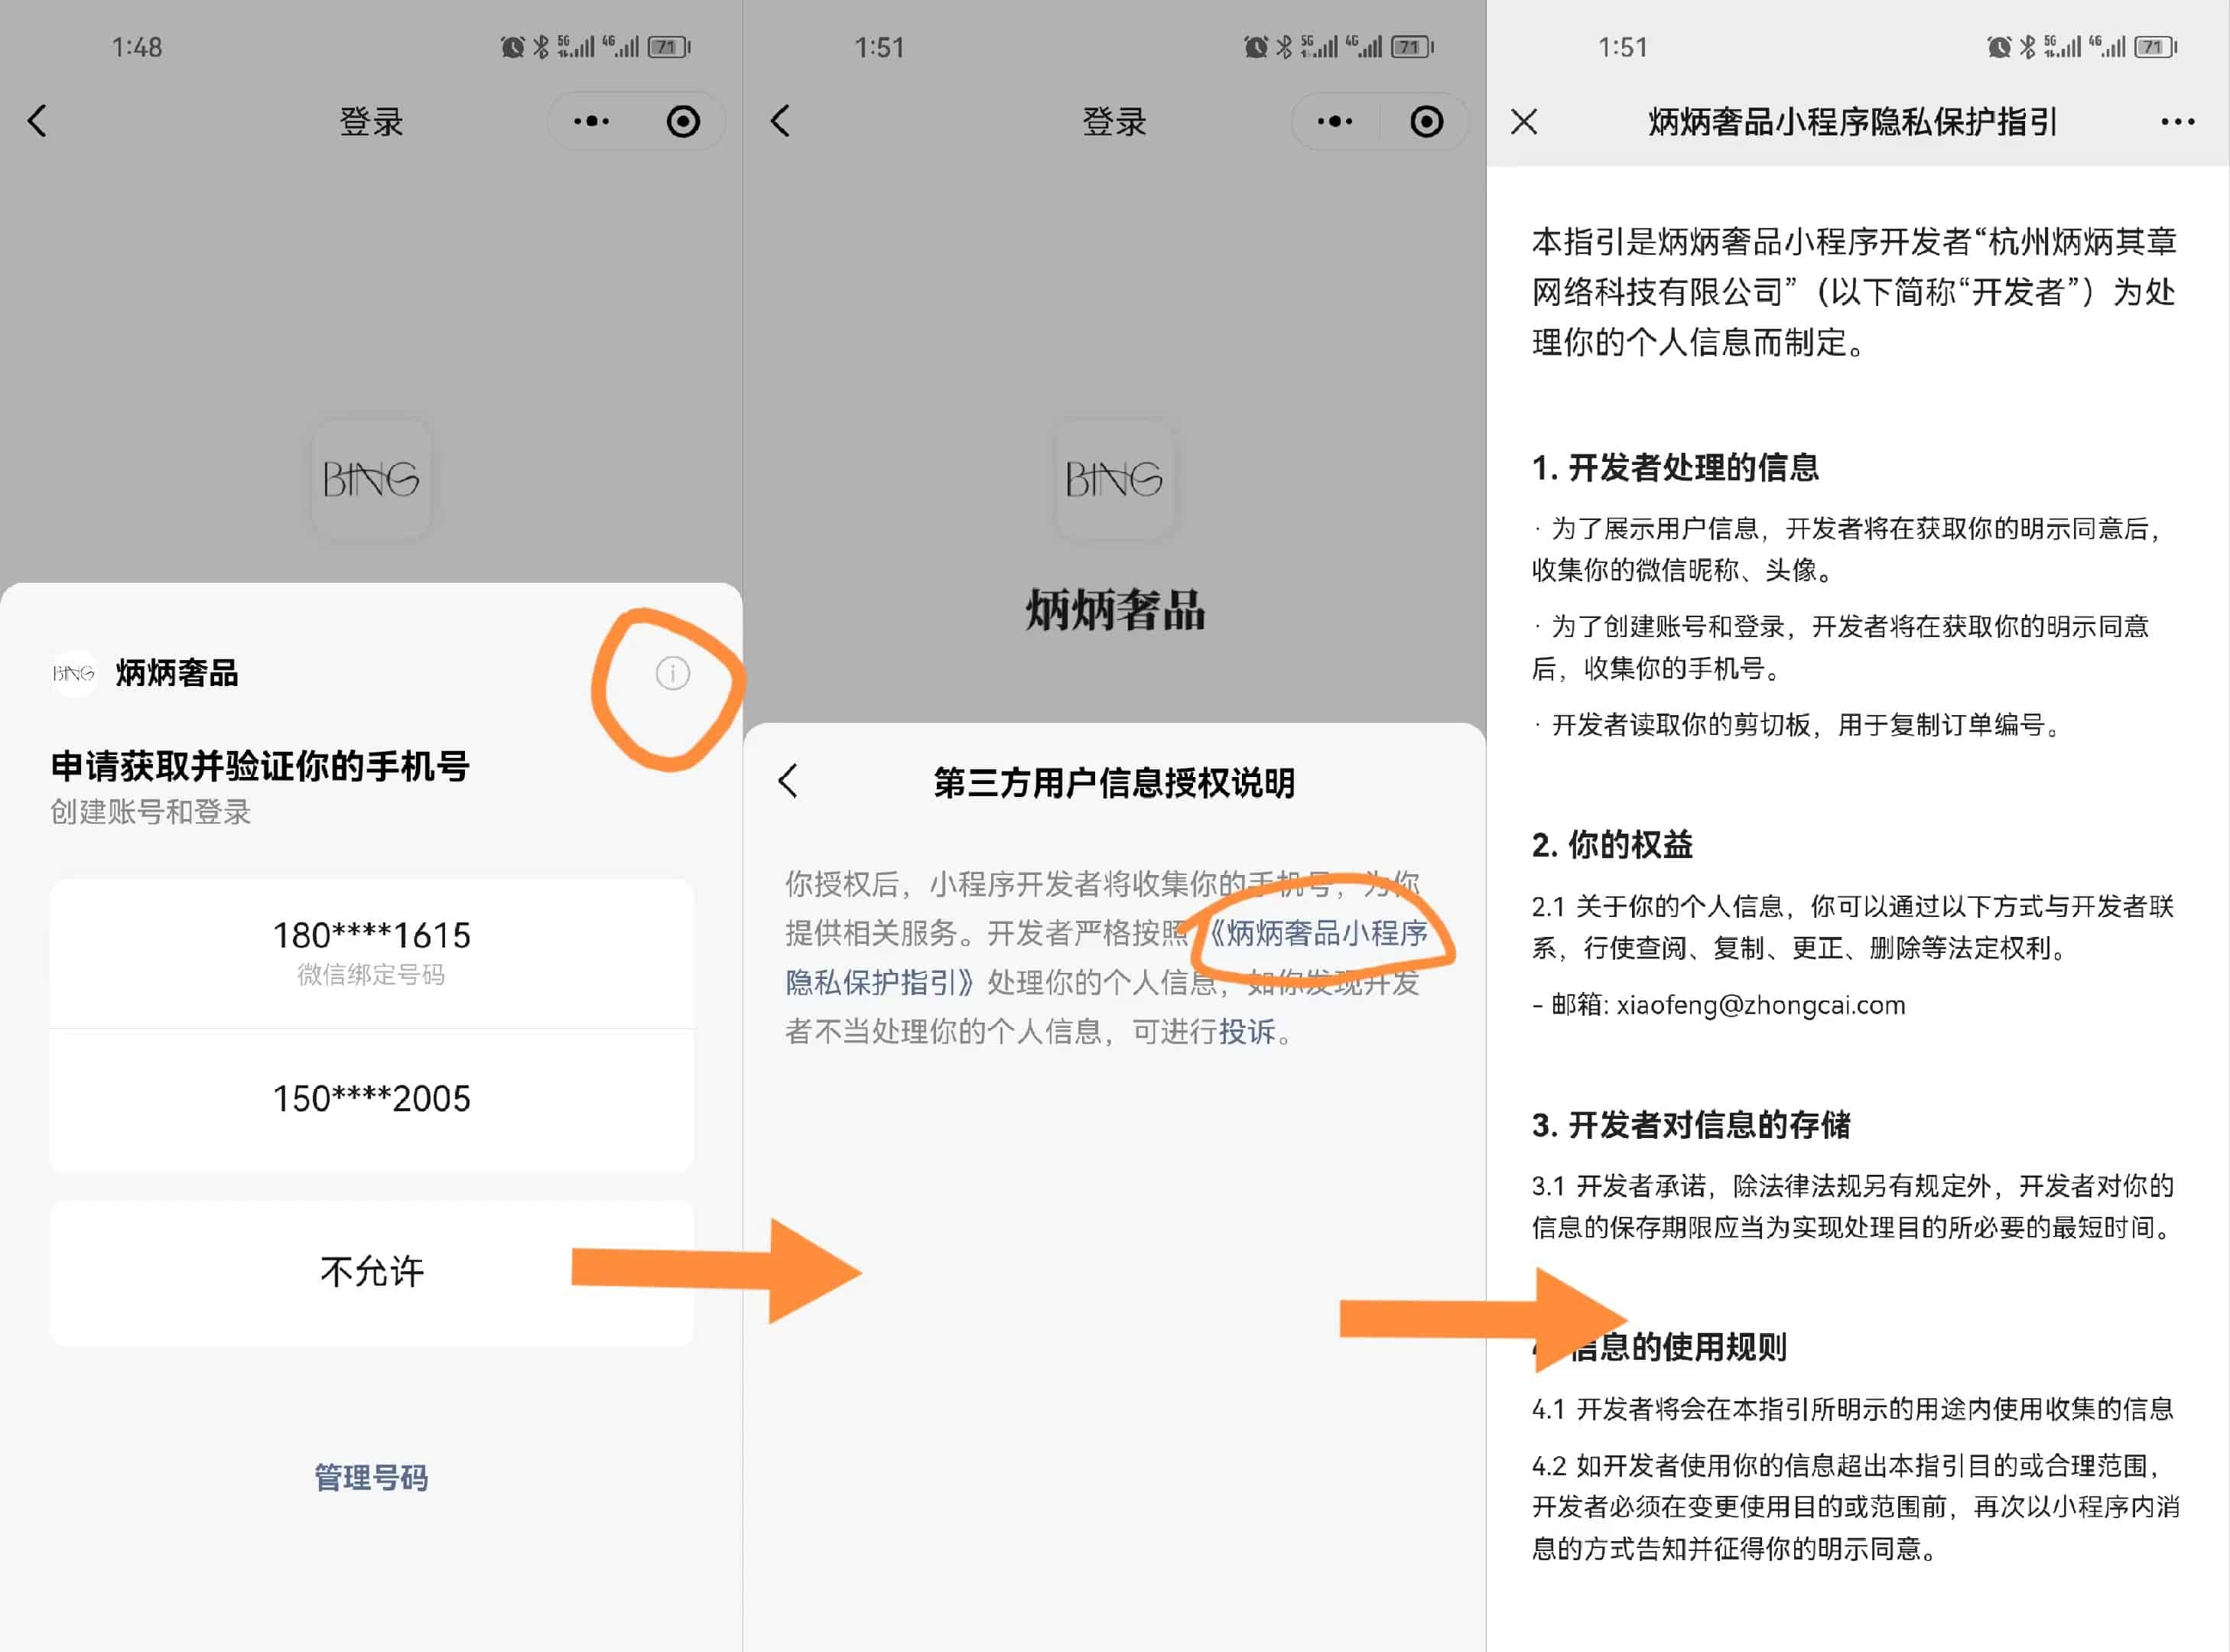 1:48
5G 4G 71
登录
BING
BING 炳炳奢品
申请获取并验证你的手机号
创建账号和登录
180****1615
微信绑定号码
150****2005
不允许
管理号码
1:51
5G 4G 71
登录
BING
炳炳奢品
第三方用户信息授权说明
你授权后，小程序开发者将收集你的手机号，为你
提供相关服务。开发者严格按照《炳炳奢品小程序
隐私保护指引》处理你的个人信息，如你发现开发
者不当处理你的个人信息，可进行投诉。
1:51
5G 4G 71
炳炳奢品小程序隐私保护指引
本指引是炳炳奢品小程序开发者“杭州炳炳其章
网络科技有限公司”（以下简称“开发者”）为处
理你的个人信息而制定。
1. 开发者处理的信息
· 为了展示用户信息，开发者将在获取你的明示同意后，
收集你的微信昵称、头像。
· 为了创建账号和登录，开发者将在获取你的明示同意
后，收集你的手机号。
· 开发者读取你的剪切板，用于复制订单编号。
2. 你的权益
2.1 关于你的个人信息，你可以通过以下方式与开发者联
系，行使查阅、复制、更正、删除等法定权利。
- 邮箱: xiaofeng@zhongcai.com
3. 开发者对信息的存储
3.1 开发者承诺，除法律法规另有规定外，开发者对你的
信息的保存期限应当为实现处理目的所必要的最短时间。
信息的使用规则
4.1 开发者将会在本指引所明示的用途内使用收集的信息
4.2 如开发者使用你的信息超出本指引目的或合理范围，
开发者必须在变更使用目的或范围前，再次以小程序内消
息的方式告知并征得你的明示同意。